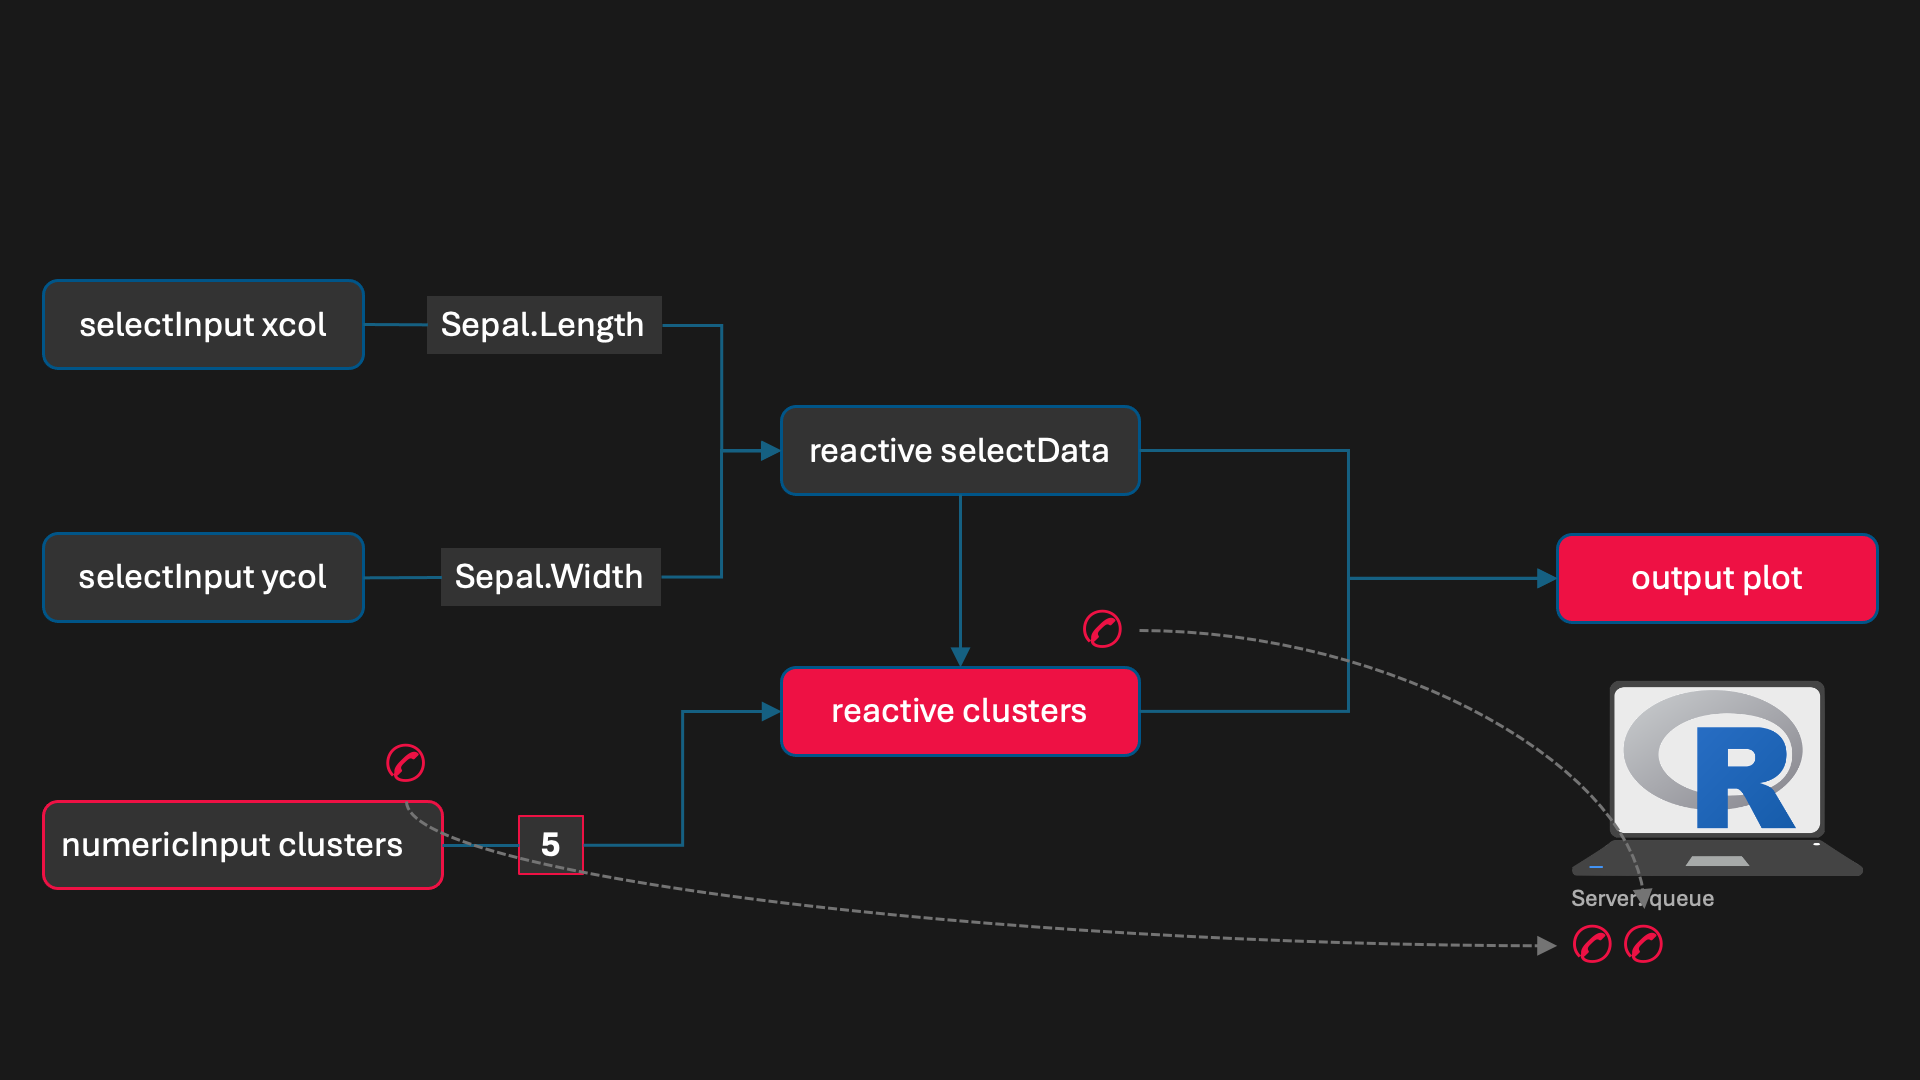 selectInput xcol
Sepal.Length
reactive selectData
selectInput ycol
Sepal.Width
output plot
reactive clusters
numericInput clusters
5
R
Server queue